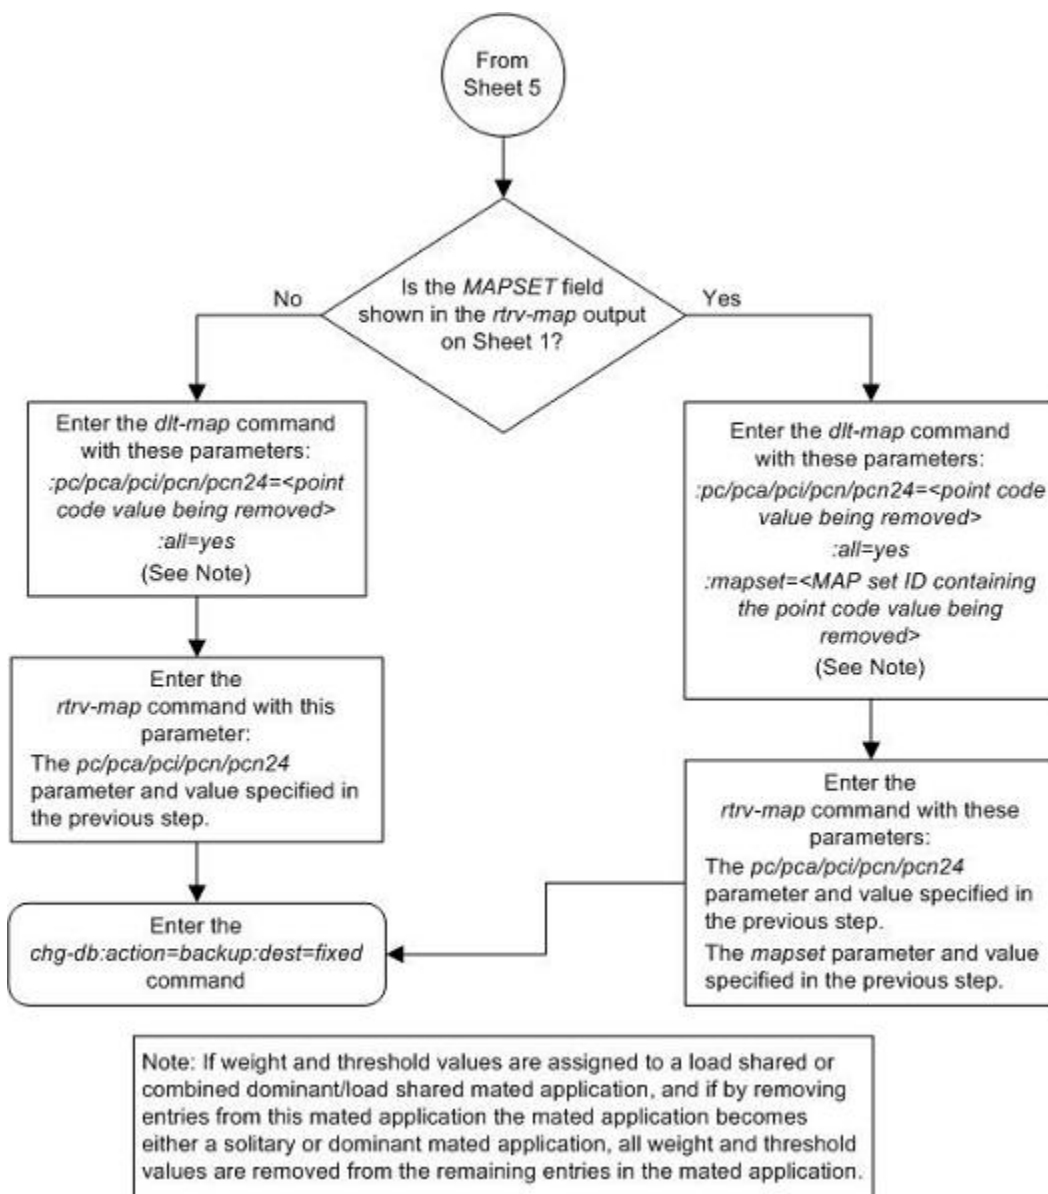 From
Sheet 5
Is the MAPSET field
shown in the rtrv-map output
on Sheet 1?
No
Yes
Enter the dlt-map command
with these parameters:
:pc/pca/pci/pcn/pcn24=<point
code value being removed>
:all=yes
(See Note)
Enter the
rtrv-map command with this
parameter:
The pc/pca/pci/pcn/pcn24
parameter and value specified in
the previous step.
Enter the
chg-db:action=backup:dest=fixed
command
Enter the dlt-map command
with these parameters:
:pc/pca/pci/pcn/pcn24=<point code
value being removed>
:all=yes
:mapset=<MAP set ID containing
the point code value being
removed>
(See Note)
Enter the
rtrv-map command with these
parameters:
The pc/pca/pci/pcn/pcn24
parameter and value specified in
the previous step.
The mapset parameter and value
specified in the previous step.
Note: If weight and threshold values are assigned to a load shared or
combined dominant/load shared mated application, and if by removing
entries from this mated application the mated application becomes
either a solitary or dominant mated application, all weight and threshold
values are removed from the remaining entries in the mated application.